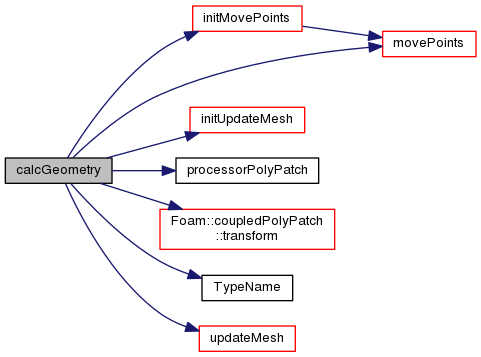 initMovePoints
movePoints
initUpdateMesh
calcGeometry
processorPolyPatch
Foam::coupledPolyPatch
::transform
TypeName
updateMesh